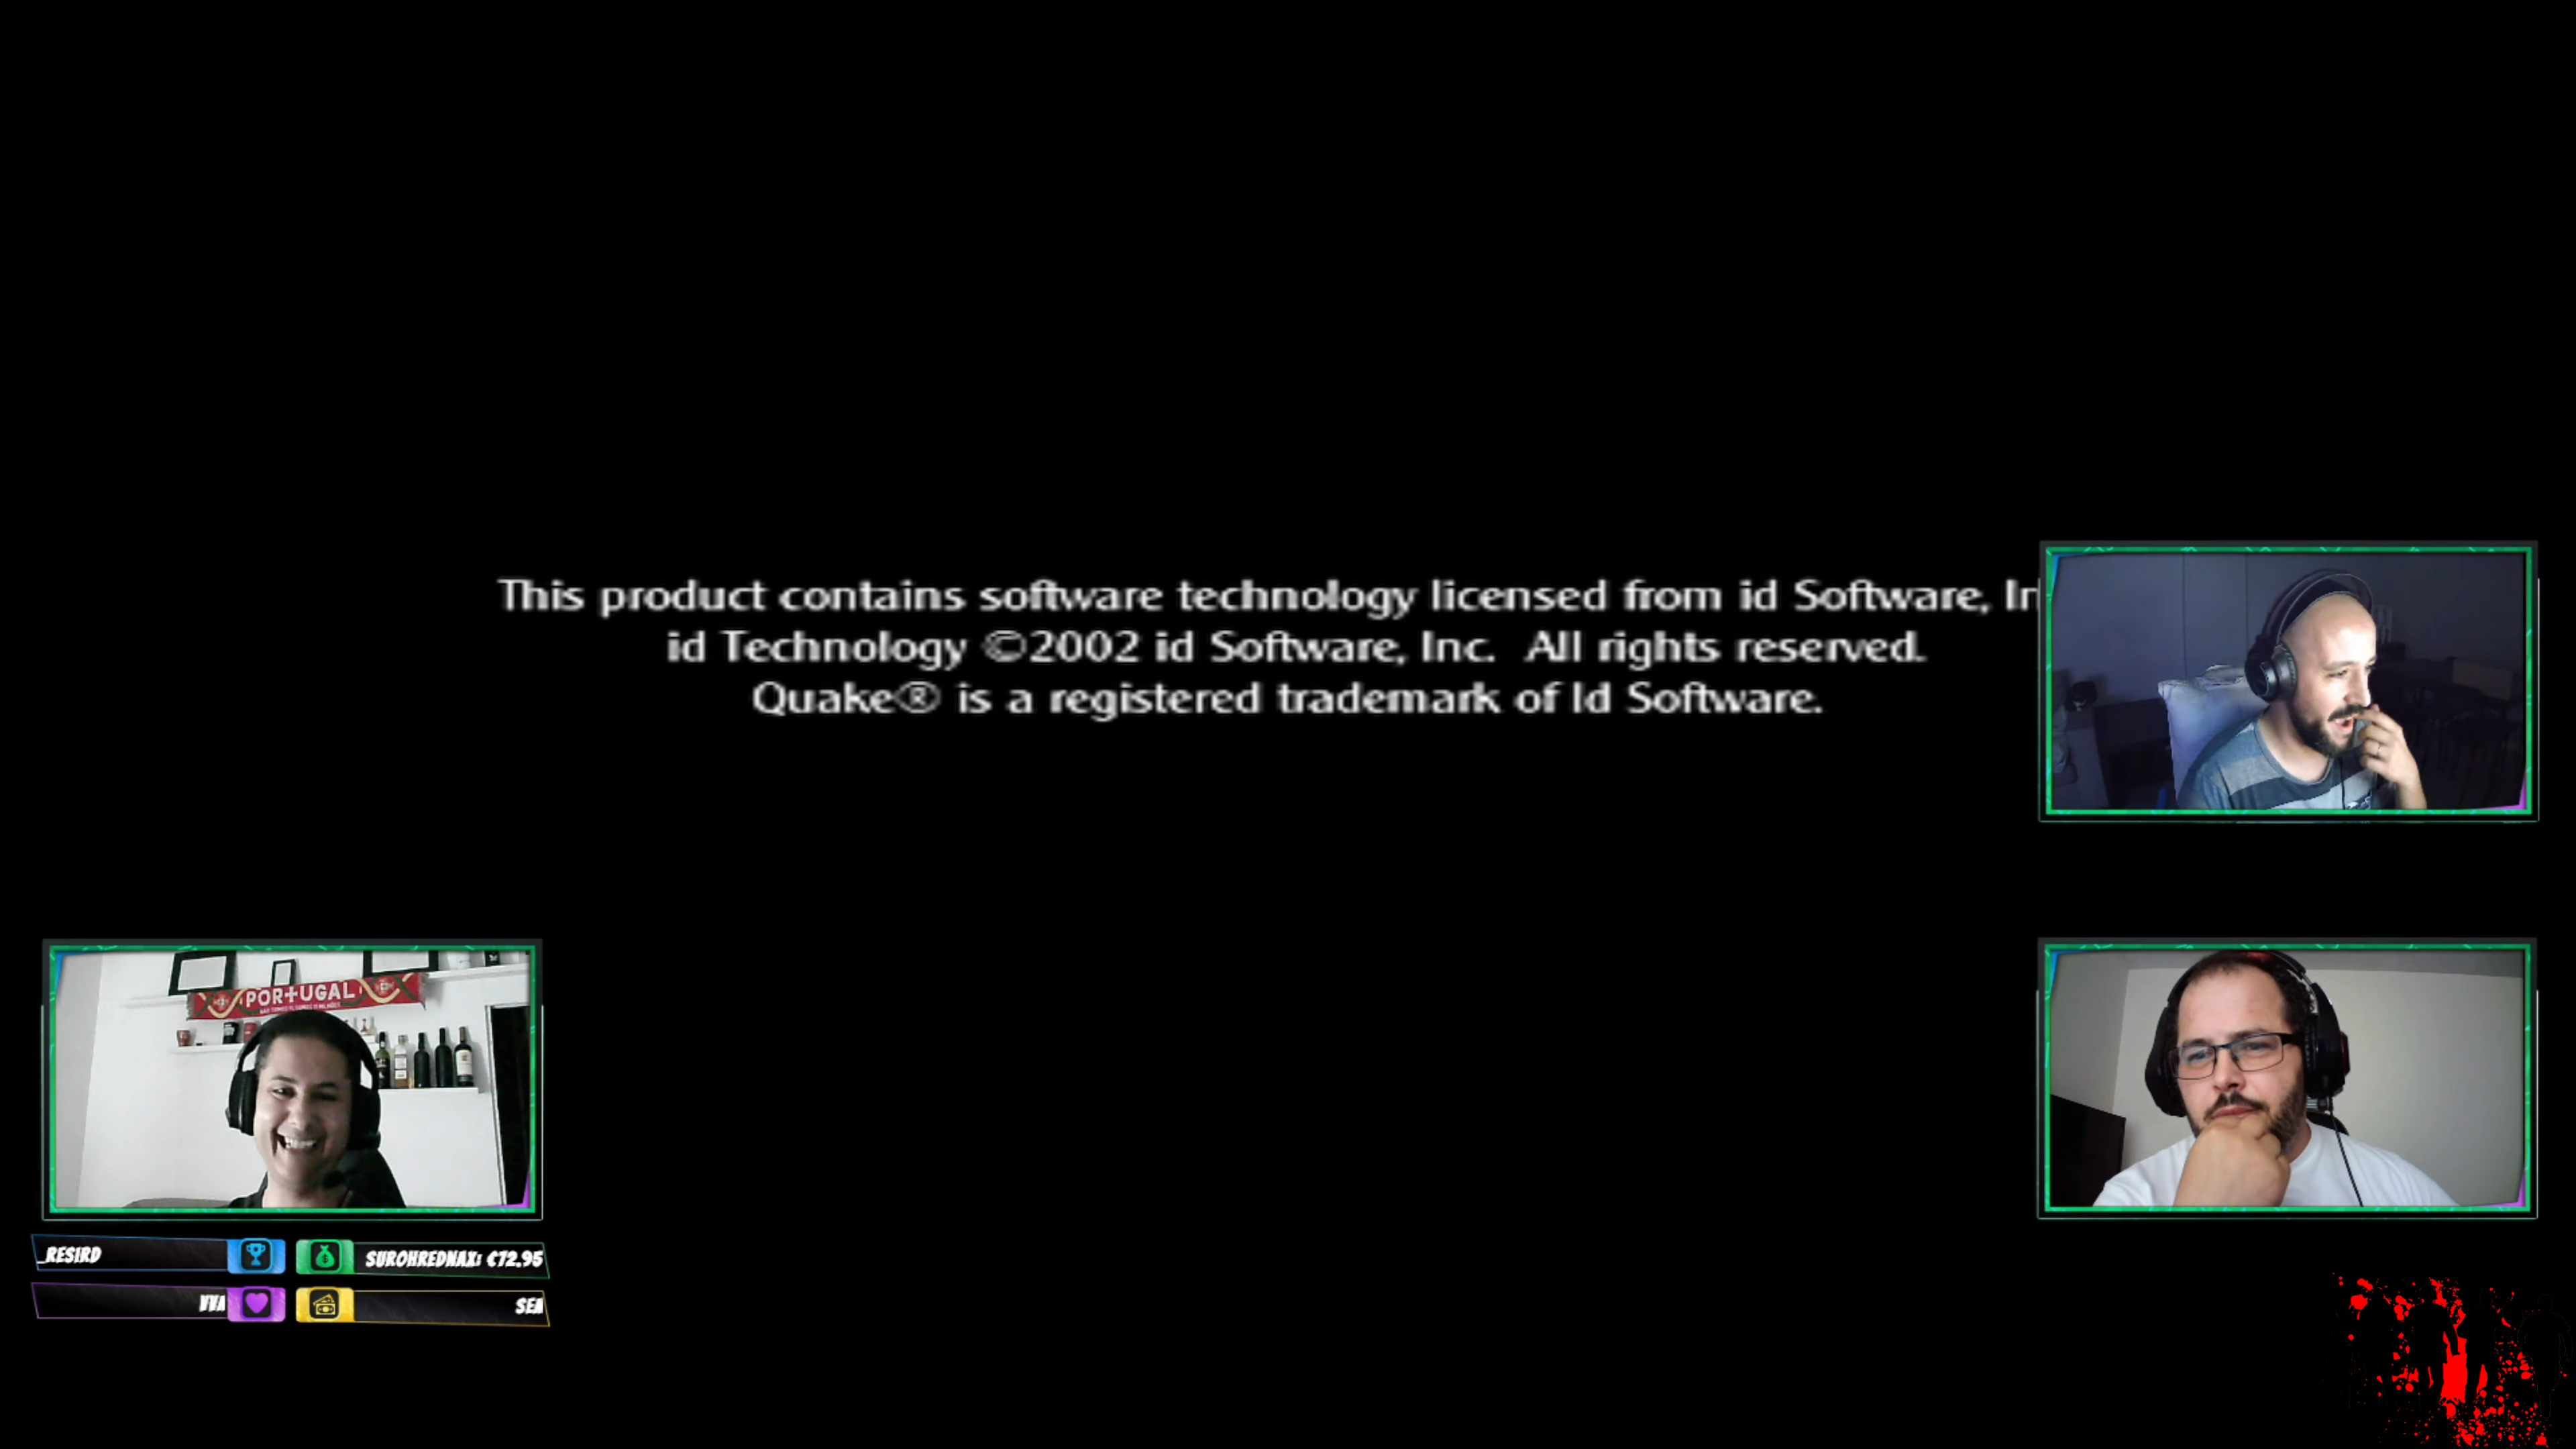 This product contains software technology licensed from id Software, In
id Technology ©2002 id Software, Inc. All rights reserved.
Quake® is a registered trademark of Id Software.
PORTUGAL
_RESIRD
SUROHREDNAX: €72.95
VVA
SEA